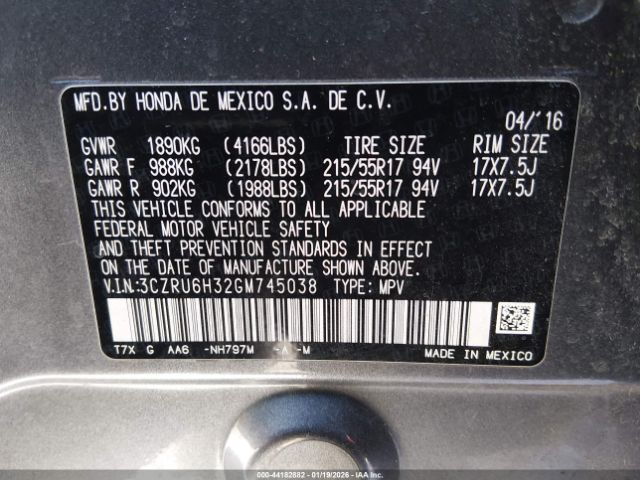 MFD.BY HONDA DE MEXICO S.A. DE C.V.
04/'16
GVWR 1890KG (4166LBS) TIRE SIZE RIM SIZE
GAWR F 988KG (2178LBS) 215/55R17 94V 17X7.5J
GAWR R 902KG (1988LBS) 215/55R17 94V 17X7.5J
THIS VEHICLE CONFORMS TO ALL APPLICABLE
FEDERAL MOTOR VEHICLE SAFETY
AND THEFT PREVENTION STANDARDS IN EFFECT
ON THE DATE OF MANUFACTURE SHOWN ABOVE.
V.I.N:3CZRU6H32GM745038 TYPE: MPV
T7X G AA6 -NH797M -A -M
MADE IN MEXICO
000-44182882 - 01/19/2026 - IAAI/PA